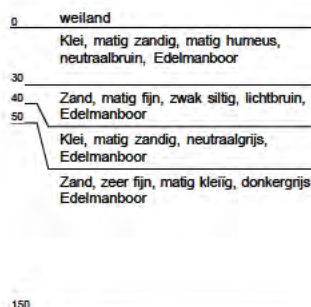 0 weiland
Klei, matig zandig, matig humeus,
neutraalbruin, Edelmanboor
30
40 Zand, matig fijn, zwak siltig, lichtbruin,
Edelmanboor
50
Klei, matig zandig, neutraalgrijs,
Edelmanboor
Zand, zeer fijn, matig kleiïg, donkergrijs
Edelmanboor
150